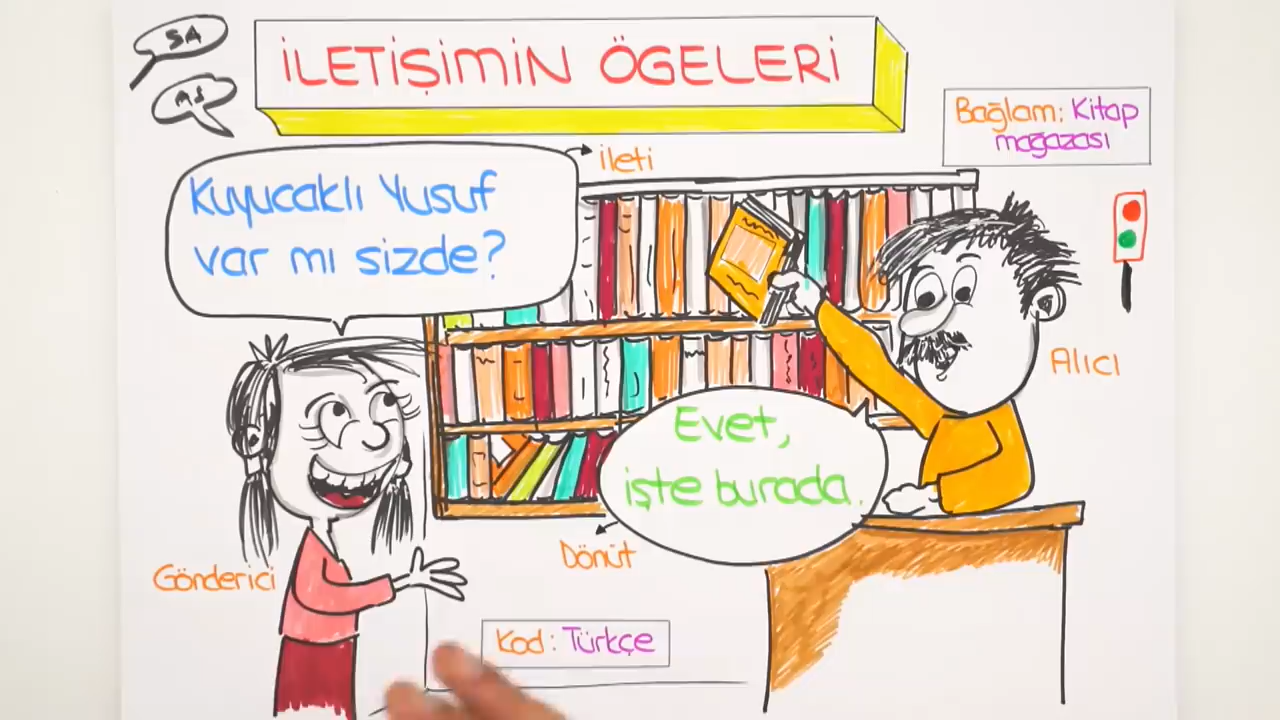 SA
AS
İLETİŞİMİN ÖGELERİ
Bağlam: Kitap
mağazası
İleti
Kuyucaklı Yusuf
var mı sizde?
Alıcı
Evet,
işte burada.
Dönüt
Gönderici
Kod: Türkçe